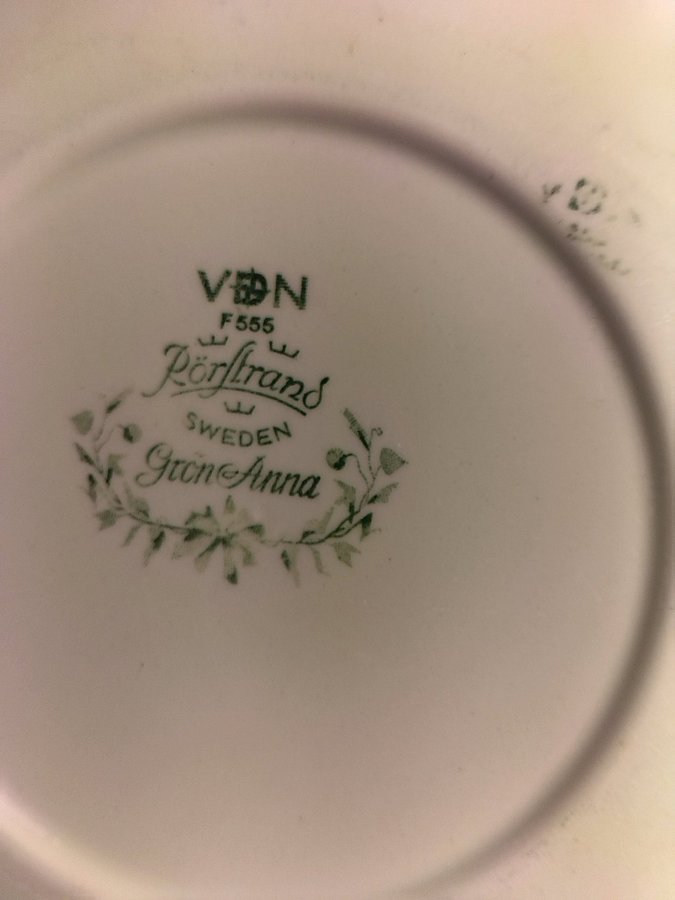 VDN
F555
Rörstrand
SWEDEN
Grön Anna